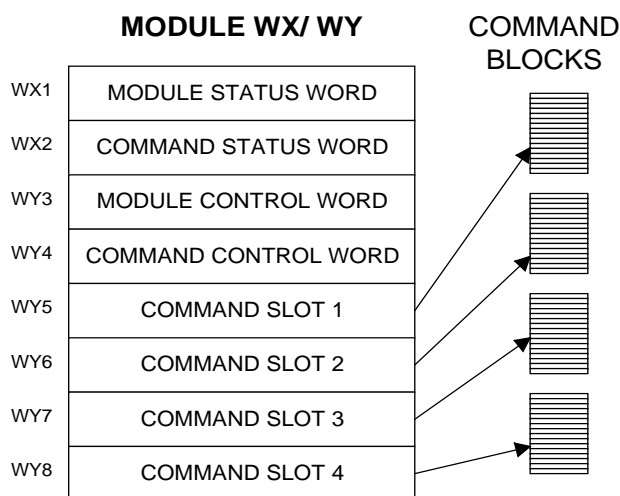 MODULE WX/ WY
COMMAND
BLOCKS
WX1 MODULE STATUS WORD
WX2 COMMAND STATUS WORD
WY3 MODULE CONTROL WORD
WY4 COMMAND CONTROL WORD
WY5 COMMAND SLOT 1
WY6 COMMAND SLOT 2
WY7 COMMAND SLOT 3
WY8 COMMAND SLOT 4